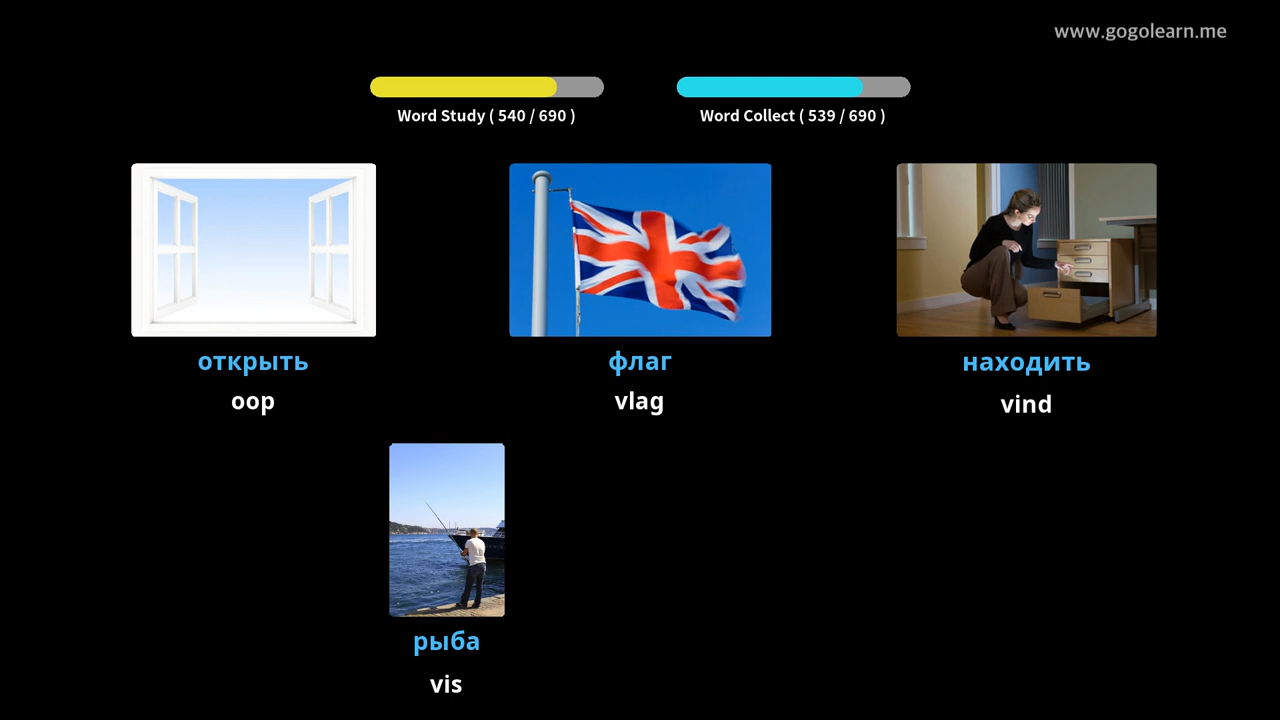 www.gogolearn.me
Word Study ( 540 / 690 )
Word Collect ( 539 / 690 )
открыть
oop
флаг
vlag
находить
vind
рыба
vis